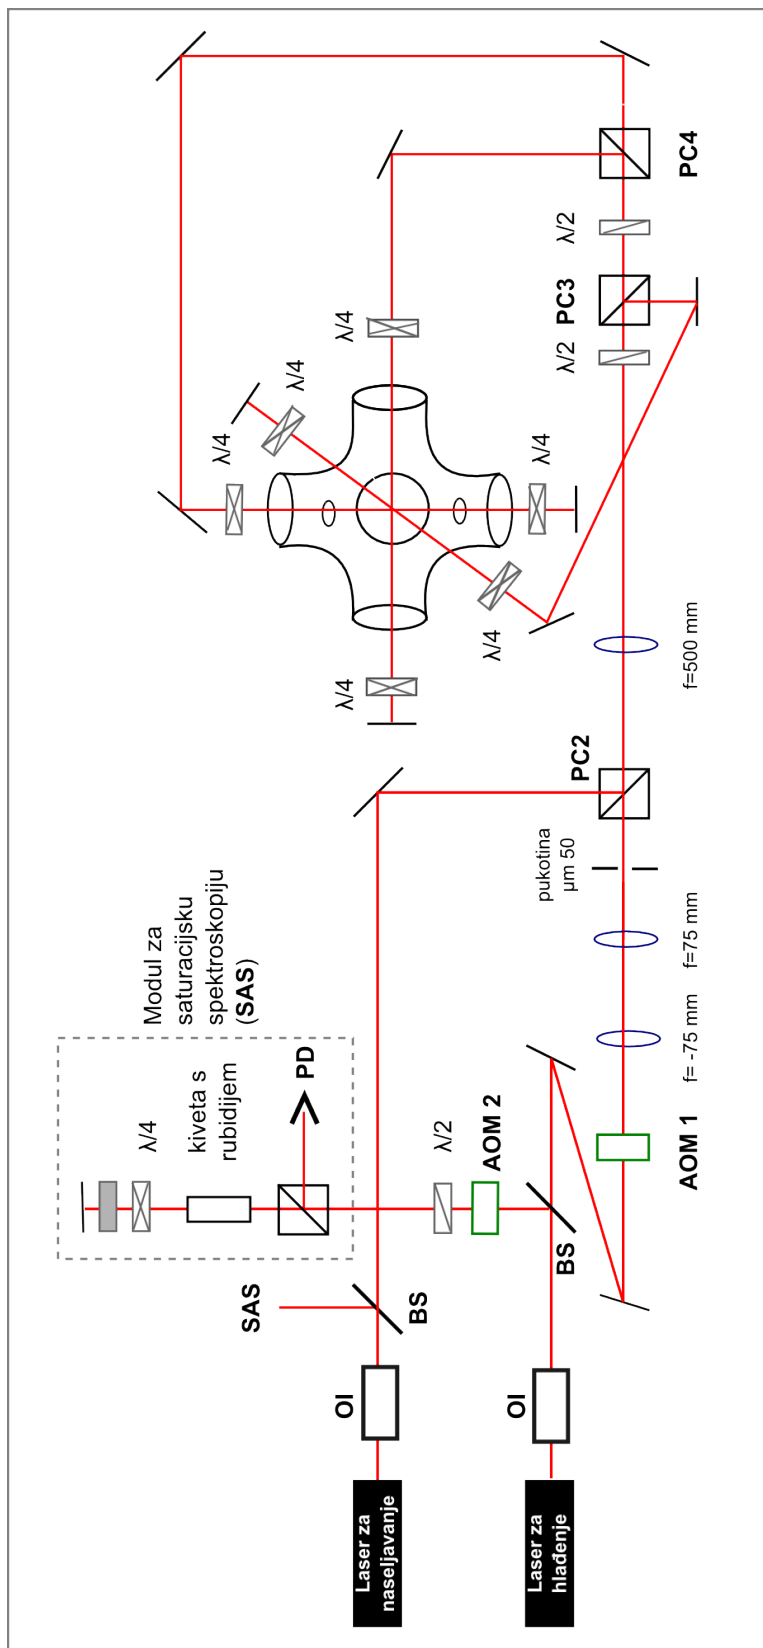 Modul za
saturacijsku
spektroskopiju
(SAS)
λ/4
kiveta s
rubidijem
PD
SAS
BS
OI
Laser za
naseljavanje
λ/2
AOM 2
BS
OI
Laser za
hlađenje
AOM 1
f= -75 mm
f=75 mm
pukotina
µm 50
PC2
f=500 mm
λ/4
λ/4
λ/4
λ/4
λ/4
λ/4
λ/2
PC3
λ/2
PC4